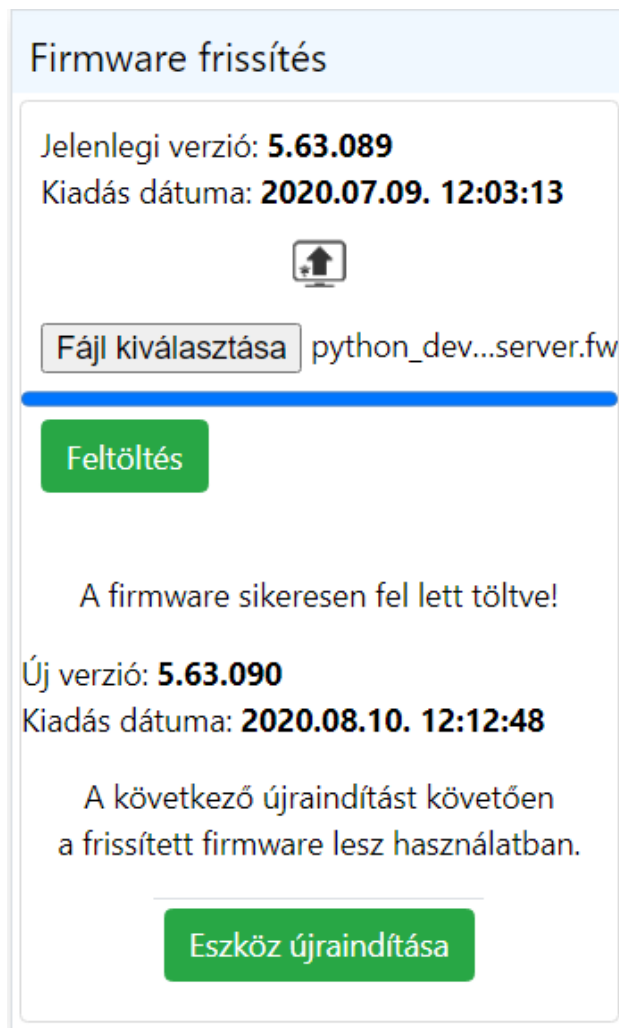 Firmware frissítés
Jelenlegi verzió: 5.63.089
Kiadás dátuma: 2020.07.09. 12:03:13
Fájl kiválasztása python_dev...server.fw
Feltöltés
A firmware sikeresen fel lett töltve!
Új verzió: 5.63.090
Kiadás dátuma: 2020.08.10. 12:12:48
A következő újraindítást követően
a frissített firmware lesz használatban.
Eszköz újraindítása